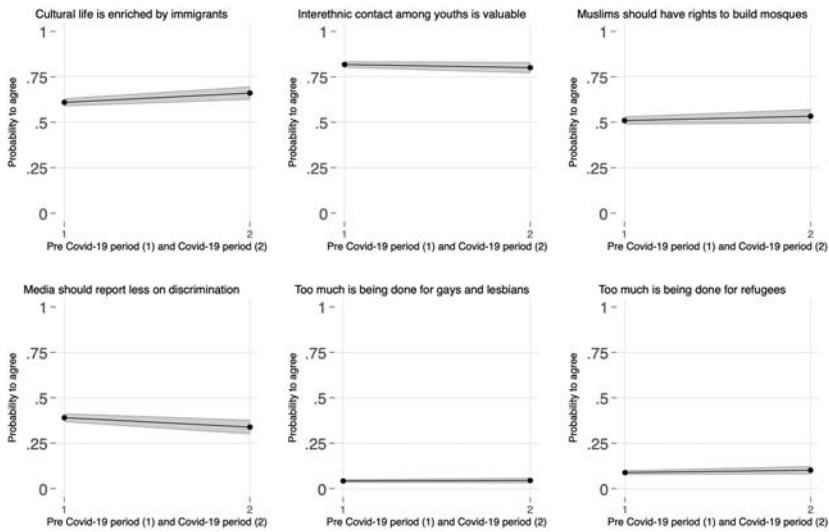 Cultural life is enriched by immigrants
Probability to agree
1
.75
.5
.25
0
1
2
Pre Covid-19 period (1) and Covid-19 period (2)
Interethnic contact among youths is valuable
Probability to agree
1
.75
.5
.25
0
1
2
Pre Covid-19 period (1) and Covid-19 period (2)
Muslims should have rights to build mosques
Probability to agree
1
.75
.5
.25
0
1
2
Pre Covid-19 period (1) and Covid-19 period (2)
Media should report less on discrimination
Probability to agree
1
.75
.5
.25
0
1
2
Pre Covid-19 period (1) and Covid-19 period (2)
Too much is being done for gays and lesbians
Probability to agree
1
.75
.5
.25
0
1
2
Pre Covid-19 period (1) and Covid-19 period (2)
Too much is being done for refugees
Probability to agree
1
.75
.5
.25
0
1
2
Pre Covid-19 period (1) and Covid-19 period (2)